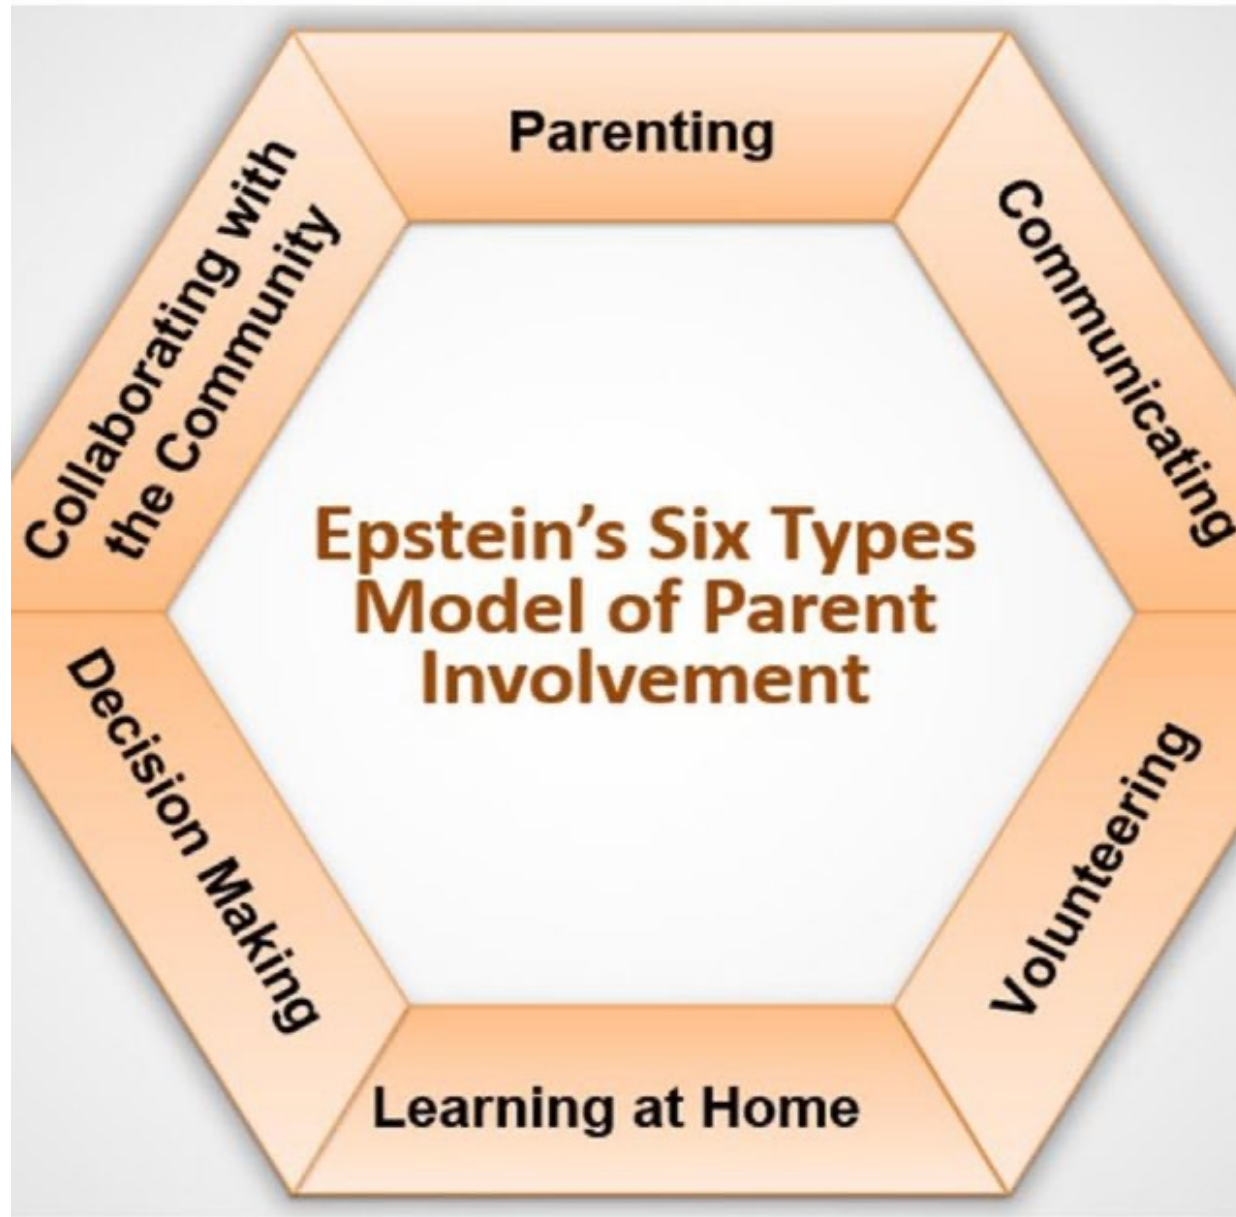 Parenting
Communicating
Volunteering
Learning at Home
Decision Making
Collaborating with
the Community
Epstein’s Six Types
Model of Parent
Involvement